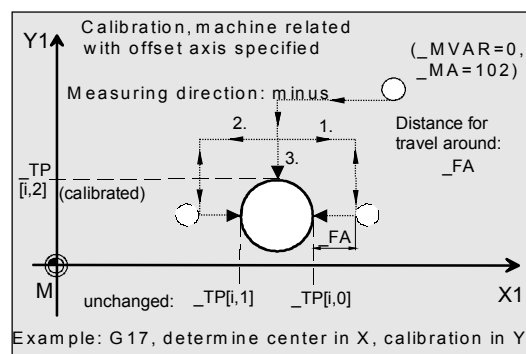 Calibration, machine related
with offset axis specified
Y1
(_MVAR=0,
_MA=102)
Measuring direction: minus
2.
1.
Distance for
travel around:
_FA
3.
_TP
[i,2]
(calibrated)
_FA
M
unchanged:
_TP[i,1]
_TP[i,0]
X1
Example: G17, determine center in X, calibration in Y